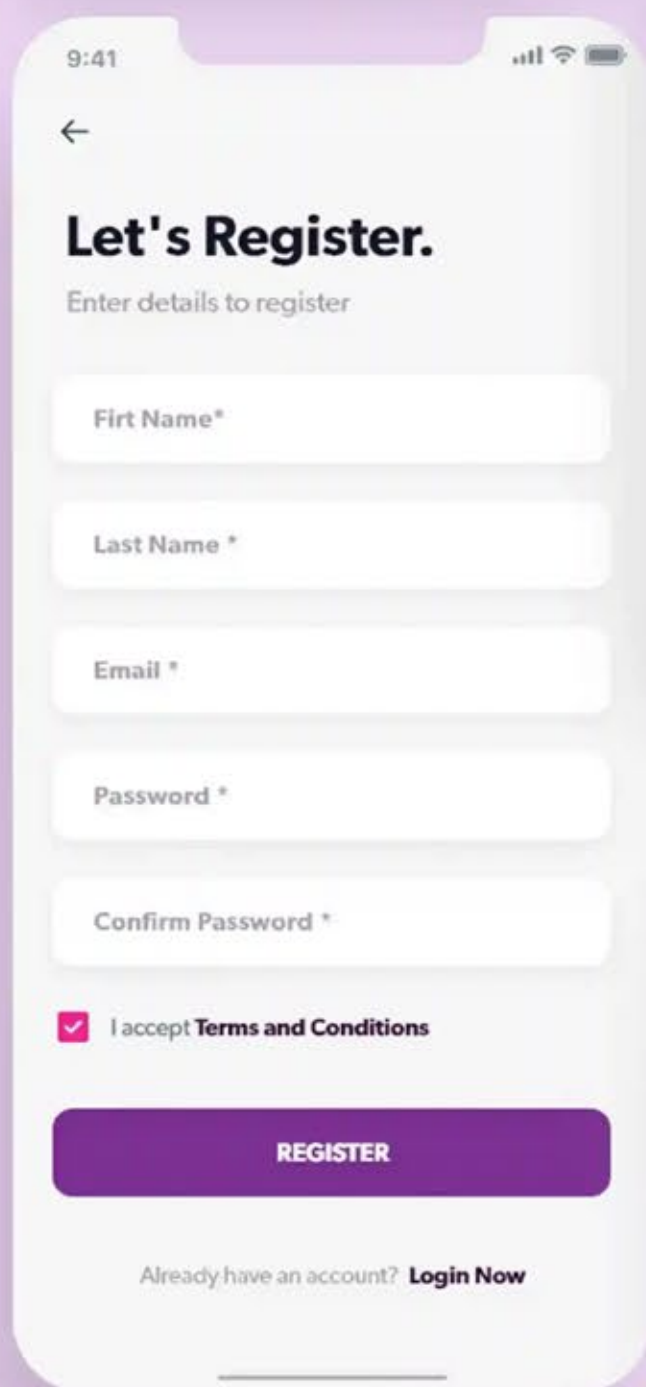 9:41
Let's Register.
Enter details to register
Firt Name*
Last Name *
Email *
Password *
Confirm Password *
I accept Terms and Conditions
REGISTER
Already have an account? Login Now